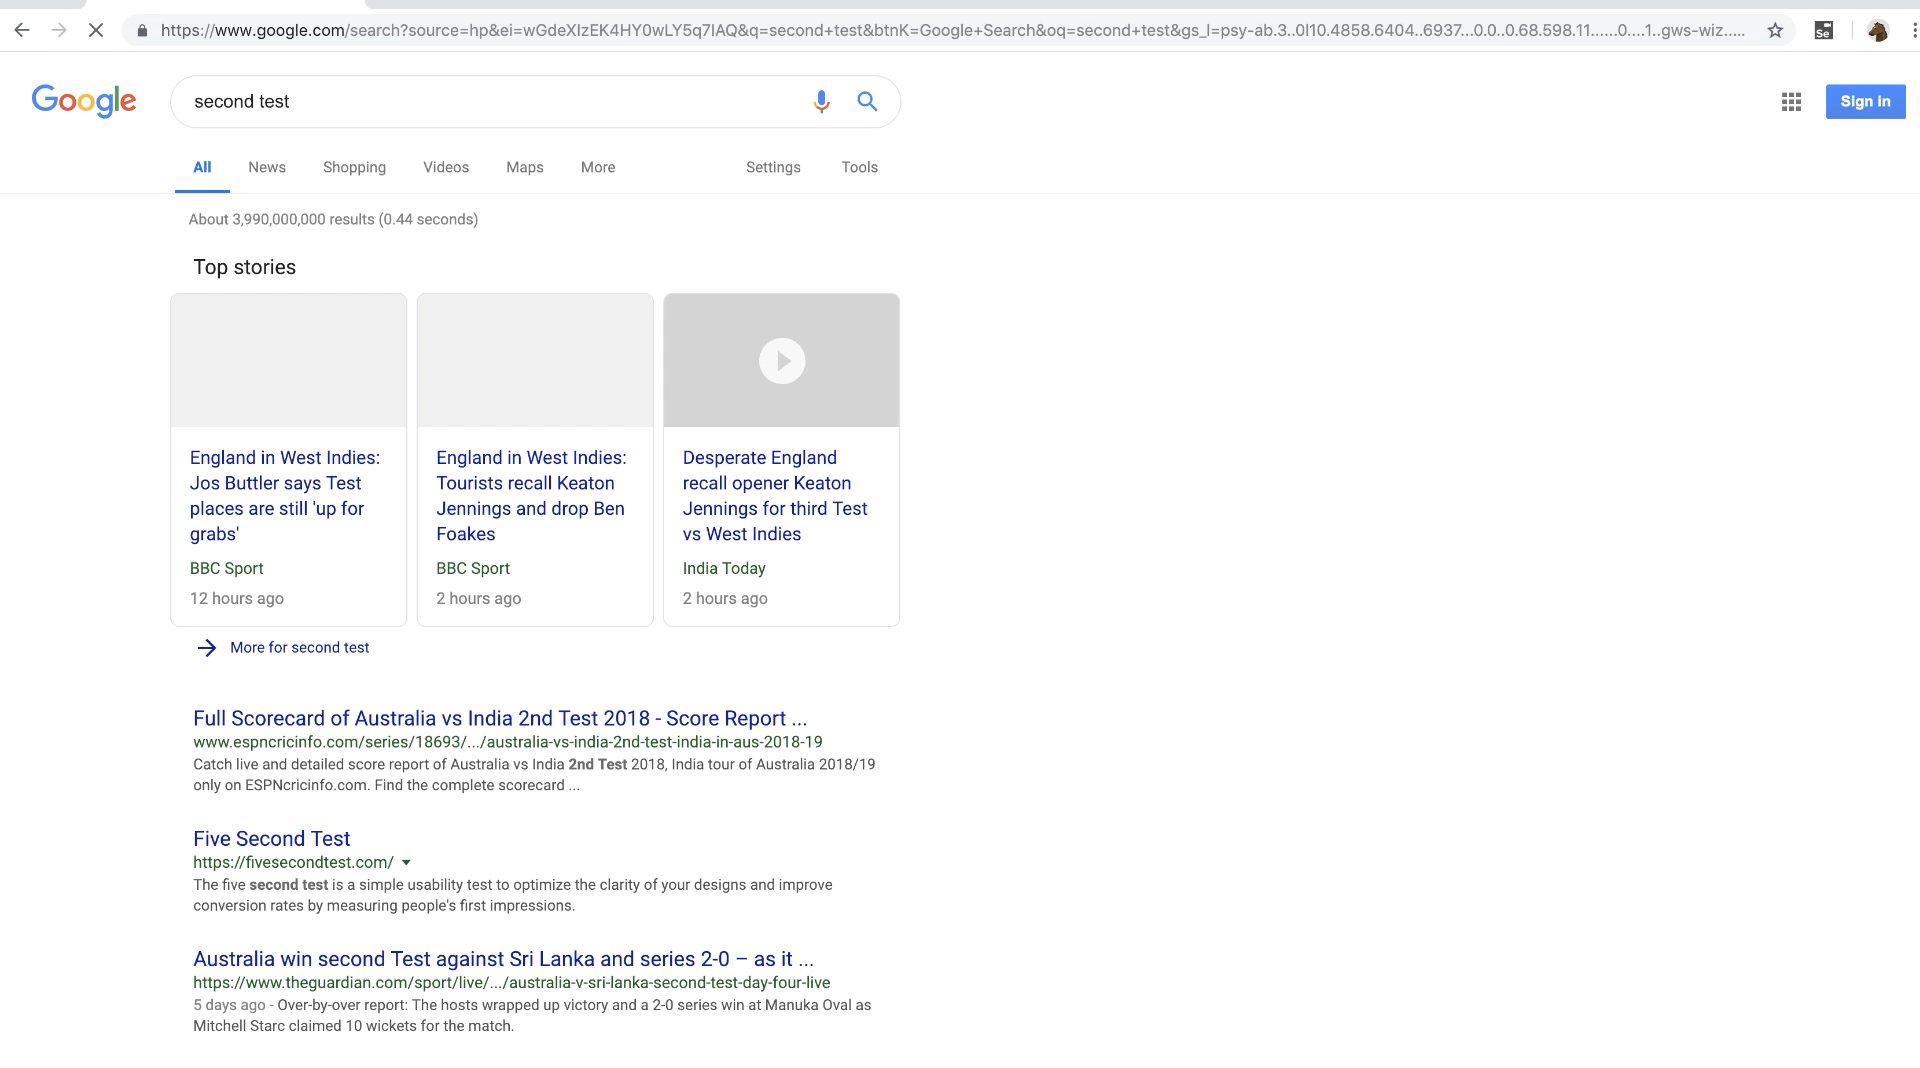 https://www.google.com/search?source=hp&ei=wGdeXIzEK4HY0wLY5q7IAQ&q=second+test&btnK=Google+Search&oq=second+test&gs_l=psy-ab.3..0l10.4858.6404..6937...0.0..0.68.598.11......0....1..gws-wiz.....
Se
Google
second test
Sign in
All News Shopping Videos Maps More Settings Tools
About 3,990,000,000 results (0.44 seconds)
Top stories
England in West Indies:
Jos Buttler says Test
places are still 'up for
grabs'
BBC Sport
12 hours ago
England in West Indies:
Tourists recall Keaton
Jennings and drop Ben
Foakes
BBC Sport
2 hours ago
Desperate England
recall opener Keaton
Jennings for third Test
vs West Indies
India Today
2 hours ago
More for second test
Full Scorecard of Australia vs India 2nd Test 2018 - Score Report ...
www.espncricinfo.com/series/18693/.../australia-vs-india-2nd-test-india-in-aus-2018-19
Catch live and detailed score report of Australia vs India 2nd Test 2018, India tour of Australia 2018/19
only on ESPNcricinfo.com. Find the complete scorecard ...
Five Second Test
https://fivesecondtest.com/
The five second test is a simple usability test to optimize the clarity of your designs and improve
conversion rates by measuring people's first impressions.
Australia win second Test against Sri Lanka and series 2-0 – as it ...
https://www.theguardian.com/sport/live/.../australia-v-sri-lanka-second-test-day-four-live
5 days ago - Over-by-over report: The hosts wrapped up victory and a 2-0 series win at Manuka Oval as
Mitchell Starc claimed 10 wickets for the match.